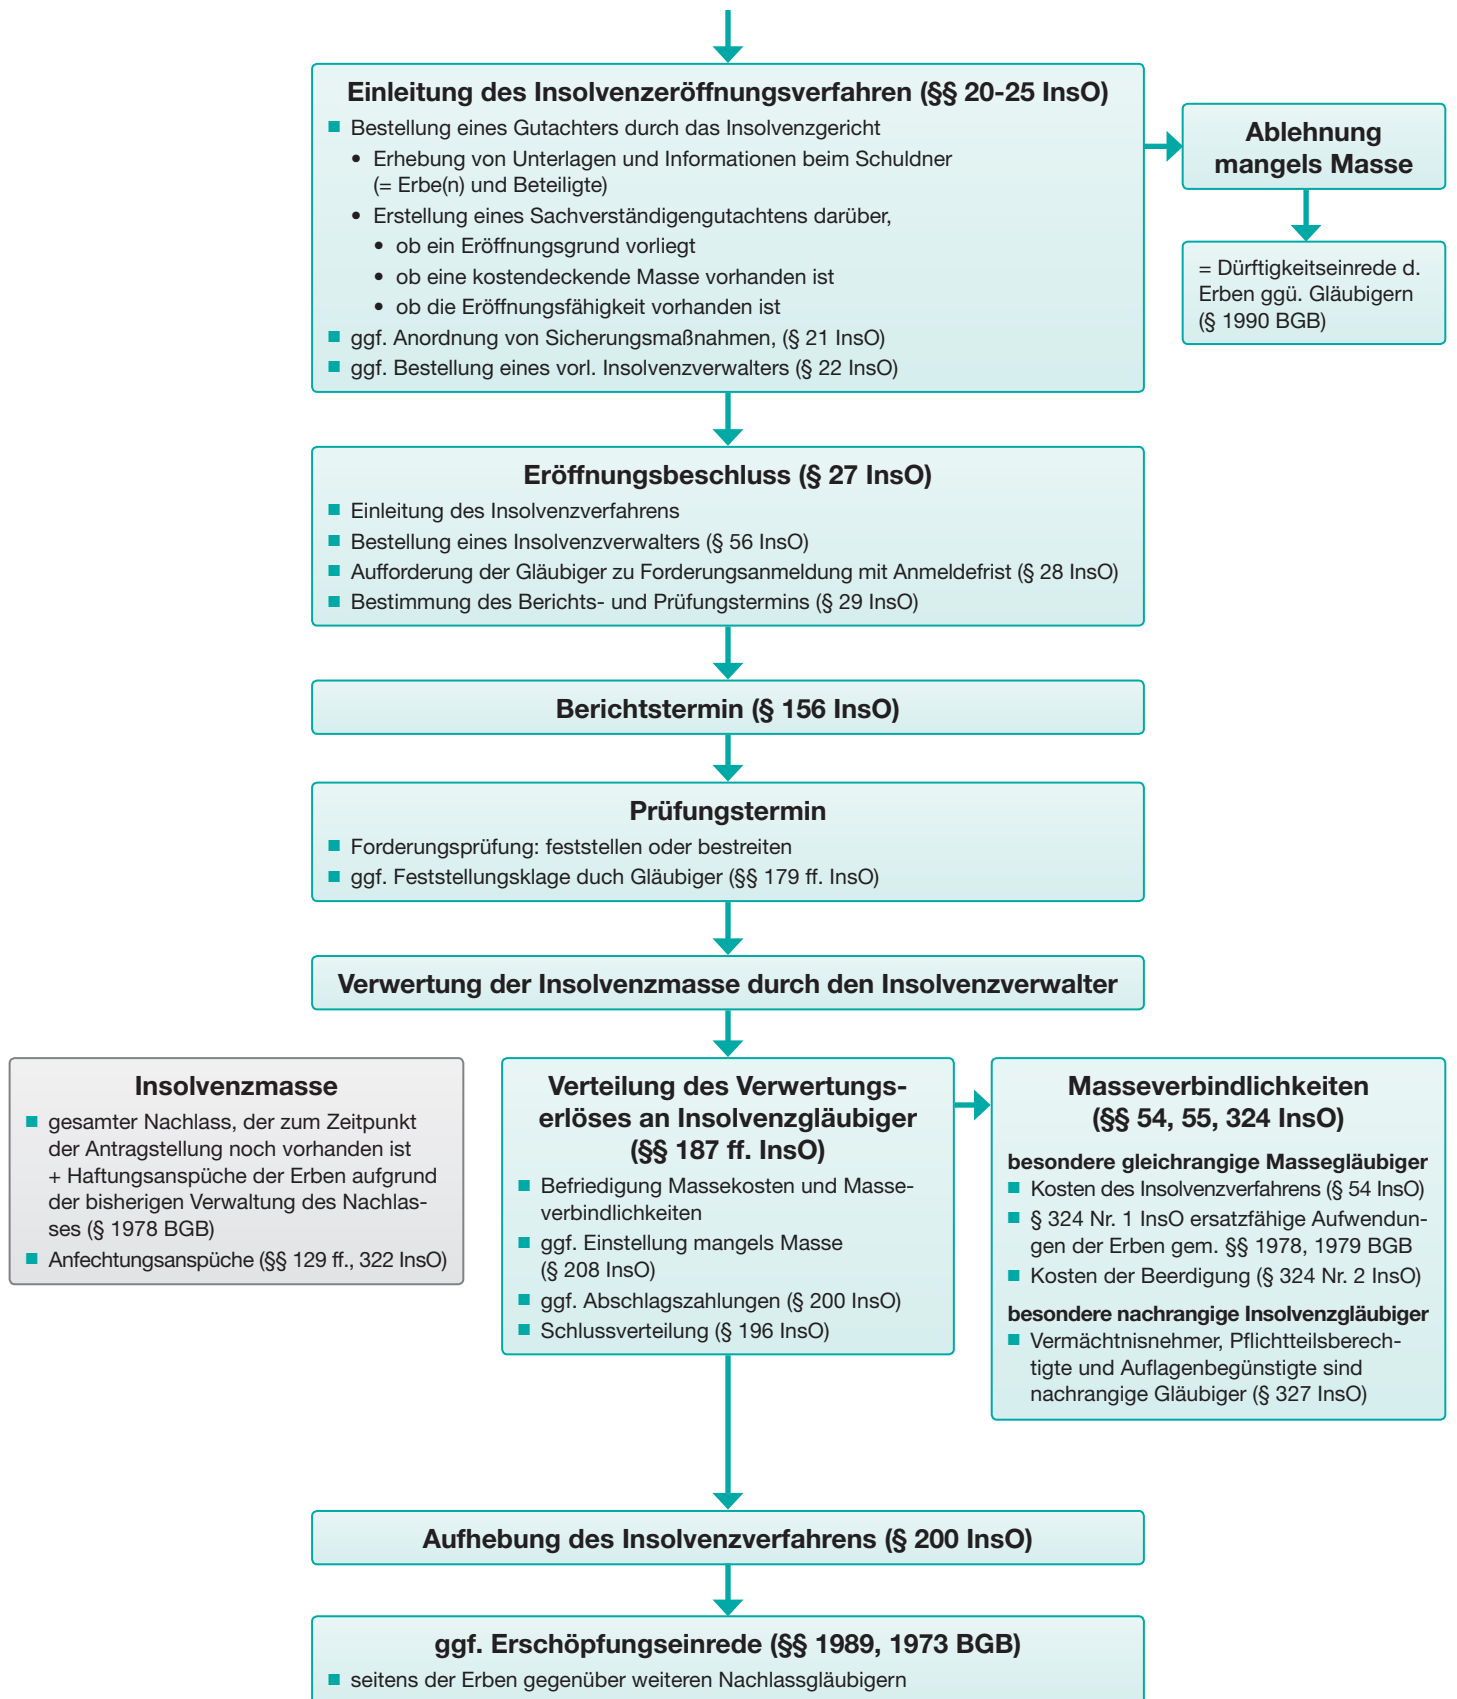 Einleitung des Insolvenzeröffnungsverfahren (§§ 20-25 InsO)
■ Bestellung eines Gutachters durch das Insolvenzgericht
• Erhebung von Unterlagen und Informationen beim Schuldner
(= Erbe(n) und Beteiligte)
• Erstellung eines Sachverständigengutachtens darüber,
• ob ein Eröffnungsgrund vorliegt
• ob eine kostendeckende Masse vorhanden ist
• ob die Eröffnungsfähigkeit vorhanden ist
■ ggf. Anordnung von Sicherungsmaßnahmen, (§ 21 InsO)
■ ggf. Bestellung eines vorl. Insolvenzverwalters (§ 22 InsO)
Ablehnung
mangels Masse
= Dürftigkeitseinrede d.
Erben ggü. Gläubigern
(§ 1990 BGB)
Eröffnungsbeschluss (§ 27 InsO)
■ Einleitung des Insolvenzverfahrens
■ Bestellung eines Insolvenzverwalters (§ 56 InsO)
■ Aufforderung der Gläubiger zu Forderungsanmeldung mit Anmeldefrist (§ 28 InsO)
■ Bestimmung des Berichts- und Prüfungstermins (§ 29 InsO)
Berichtstermin (§ 156 InsO)
Prüfungstermin
■ Forderungsprüfung: feststellen oder bestreiten
■ ggf. Feststellungsklage duch Gläubiger (§§ 179 ff. InsO)
Verwertung der Insolvenzmasse durch den Insolvenzverwalter
Insolvenzmasse
■ gesamter Nachlass, der zum Zeitpunkt
der Antragstellung noch vorhanden ist
+ Haftungsanspüche der Erben aufgrund
der bisherigen Verwaltung des Nachlas-
ses (§ 1978 BGB)
■ Anfechtungsanspüche (§§ 129 ff., 322 InsO)
Verteilung des Verwertungs-
erlöses an Insolvenzgläubiger
(§§ 187 ff. InsO)
■ Befriedigung Massekosten und Masse-
verbindlichkeiten
■ ggf. Einstellung mangels Masse
(§ 208 InsO)
■ ggf. Abschlagszahlungen (§ 200 InsO)
■ Schlussverteilung (§ 196 InsO)
Masseverbindlichkeiten
(§§ 54, 55, 324 InsO)
besondere gleichrangige Massegläubiger
■ Kosten des Insolvenzverfahrens (§ 54 InsO)
■ § 324 Nr. 1 InsO ersatzfähige Aufwendun-
gen der Erben gem. §§ 1978, 1979 BGB
■ Kosten der Beerdigung (§ 324 Nr. 2 InsO)
besondere nachrangige Insolvenzgläubiger
■ Vermächtnisnehmer, Pflichtteilsberech-
tigte und Auflagenbegünstigte sind
nachrangige Gläubiger (§ 327 InsO)
Aufhebung des Insolvenzverfahrens (§ 200 InsO)
ggf. Erschöpfungseinrede (§§ 1989, 1973 BGB)
■ seitens der Erben gegenüber weiteren Nachlassgläubigern